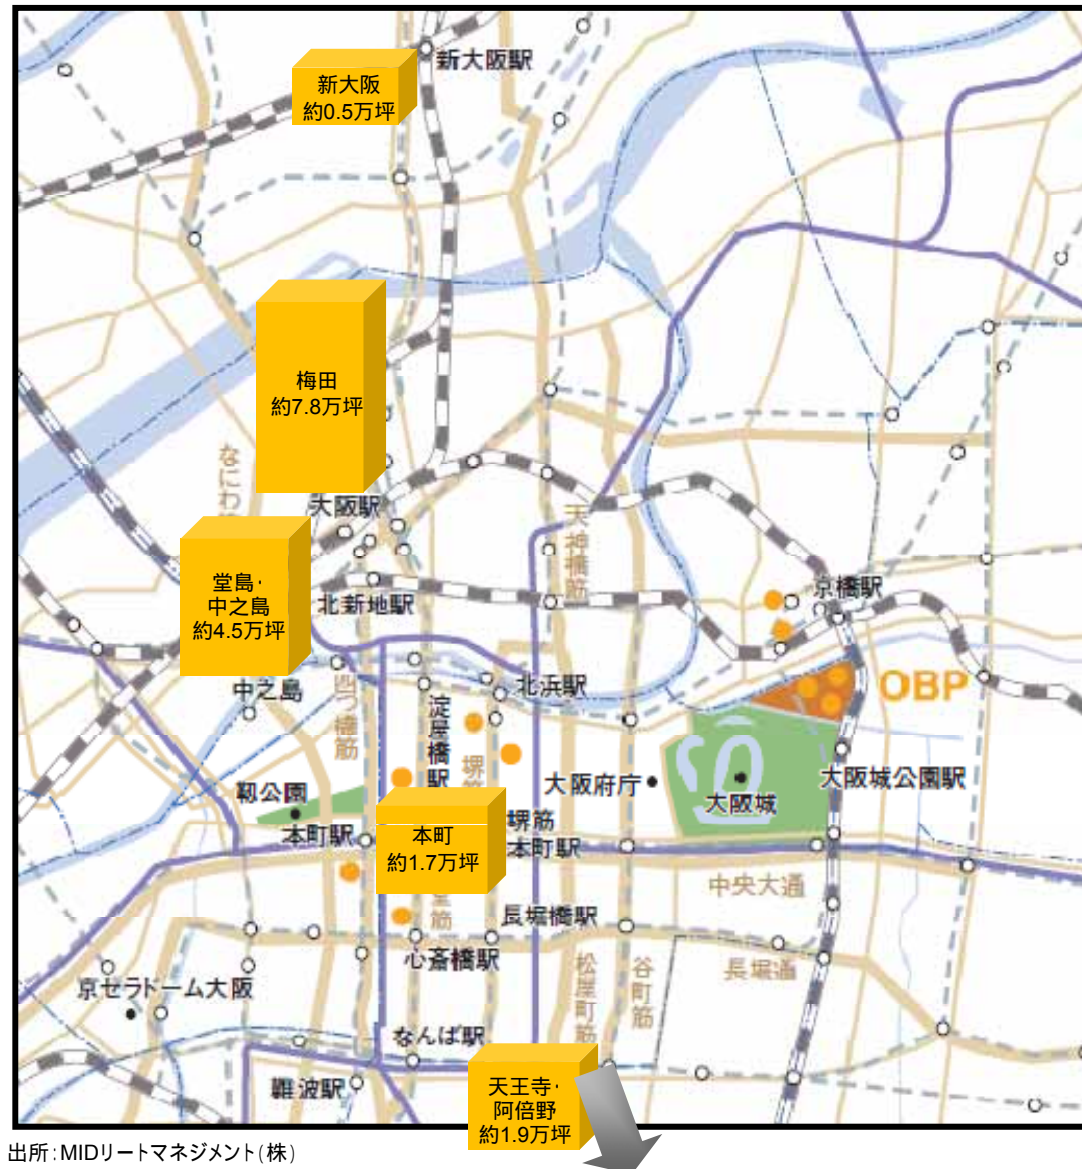 新大阪駅
新大阪
約0.5万坪
梅田
約7.8万坪
なにわ
大阪駅
天神橋筋
堂島・
中之島
約4.5万坪
北新地駅
京橋駅
中之島
四つ橋筋
北浜駅
OBP
淀屋橋駅
堺筋
大阪府庁
大阪城
大阪城公園駅
靭公園
本町駅
本町
約1.7万坪
堺筋
本町駅
中央大通
堂筋
長堀橋駅
心斎橋駅
松屋町筋
谷町筋
長堀通
京セラドーム大阪
なんば駅
難波駅
天王寺・
阿倍野
約1.9万坪
出所:MIDリートマネジメント(株)